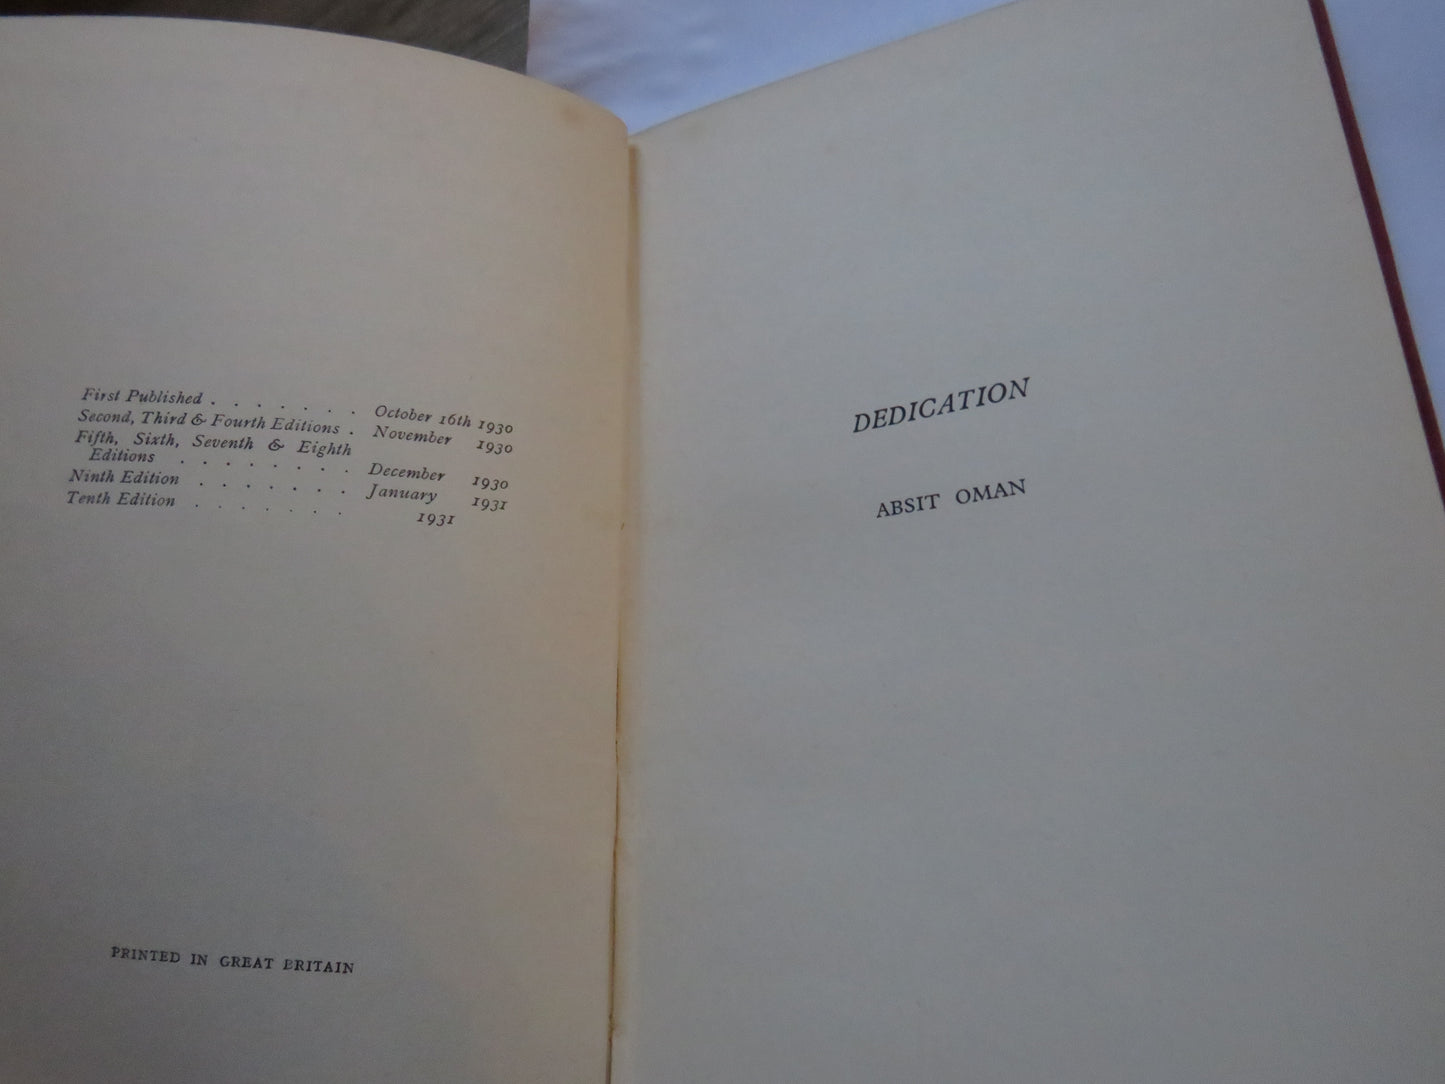 First Published . . . . . . . October 16th 1930
Second, Third & Fourth Editions . November 1930
Fifth, Sixth, Seventh & Eighth
Editions . . . . . . . . December 1930
Ninth Edition . . . . . . . January 1931
Tenth Edition . . . . . . . 1931
PRINTED IN GREAT BRITAIN
DEDICATION
ABSIT OMAN